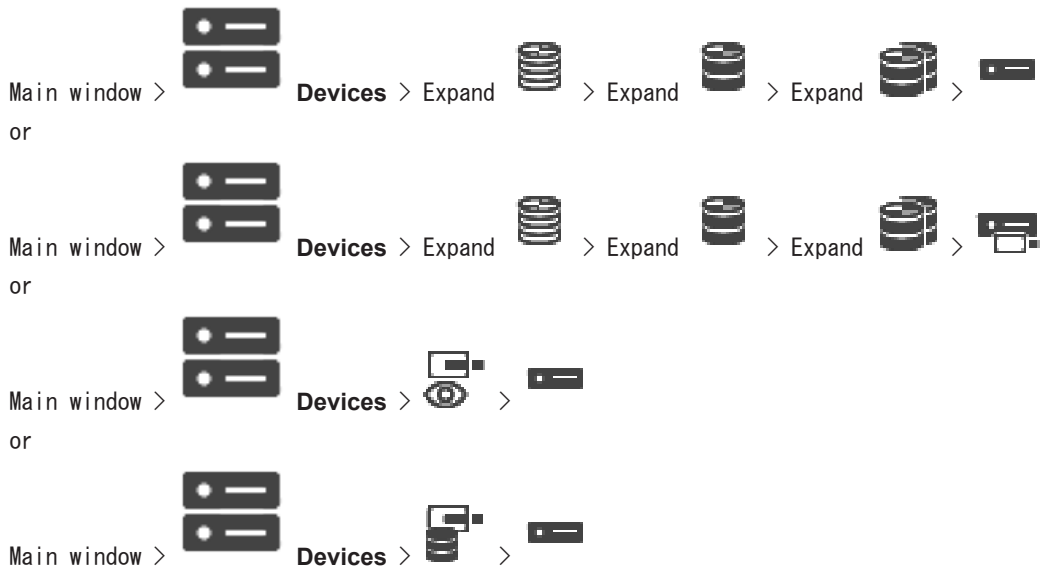 Main window > Devices > Expand > Expand > Expand >
or
Main window > Devices > Expand > Expand > Expand >
or
Main window > Devices > >
or
Main window > Devices > >